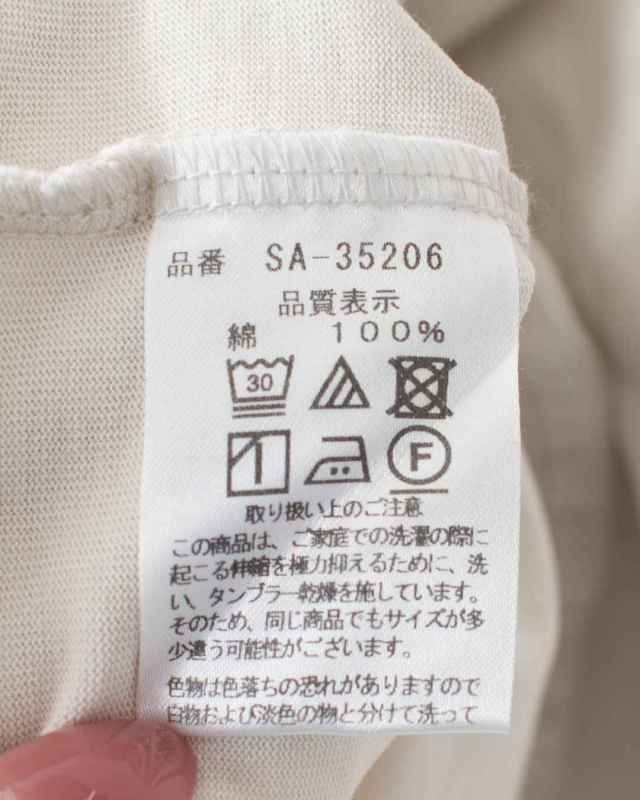 品番 SA-35206
品質表示
綿 100%
30
F
取り扱い上のご注意
この商品は、ご家庭での洗濯の際に
起こる伸縮を極力抑えるために、洗
い、タンブラー乾燥を施しています。
そのため、同じ商品でもサイズが多
少違う可能性がございます。
色物は色落ちの恐れがありますので
白物および淡色の物と分けて洗って